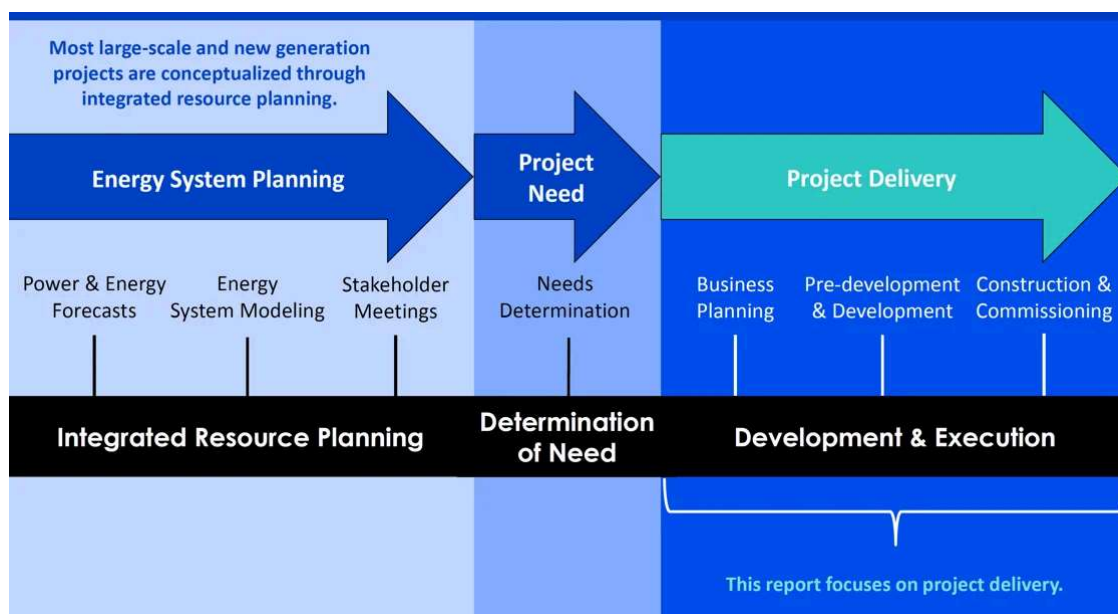 Most large-scale and new generation
projects are conceptualized through
integrated resource planning.
Energy System Planning
Project
Need
Project Delivery
Power & Energy
Forecasts
Energy
System Modeling
Stakeholder
Meetings
Needs
Determination
Business
Planning
Pre-development
& Development
Construction &
Commissioning
Integrated Resource Planning
Determination
of Need
Development & Execution
This report focuses on project delivery.